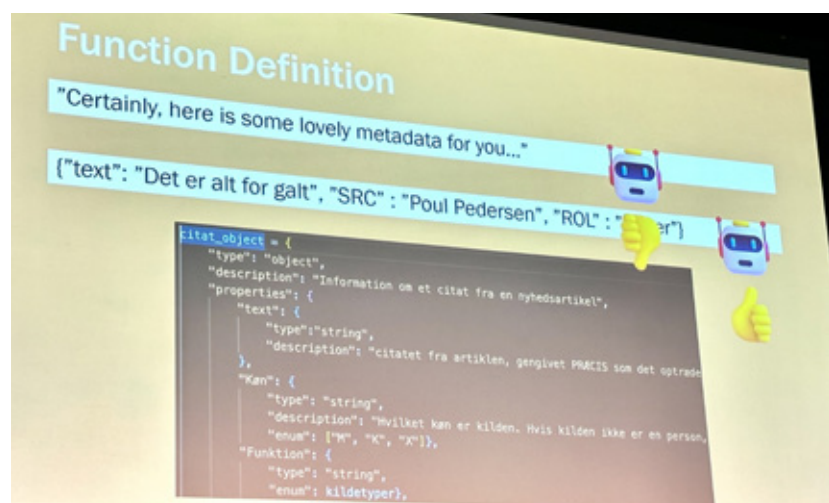 Function Definition
"Certainly, here is some lovely metadata for you..."
{"text": "Det er alt for galt", "SRC" : "Poul Pedersen", "ROL" : " er"}
citat_object = {
"type": "object",
"description": "Information om et citat fra en nyhedsartikel",
"properties": {
"text": {
"type":"string",
"description": "citatet fra artiklen, gengivet PRÆCIS som det optræde
},
"Køn": {
"type": "string",
"description": "Hvilket køn er kilden. Hvis kilden ikke er en person,
"enum": ["M", "K", "X"]},
"Funktion": {
"type": "string",
"enum": kildetyper},